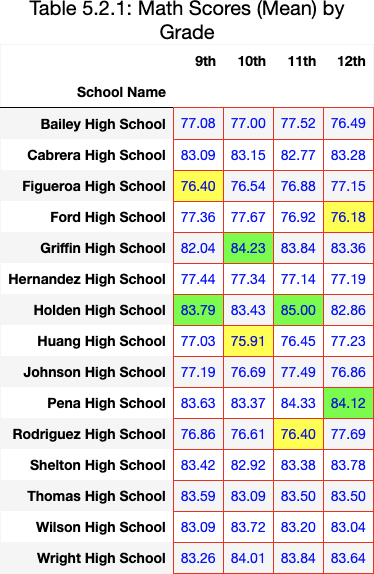 Table 5.2.1: Math Scores (Mean) by
Grade
9th 10th 11th 12th
School Name
Bailey High School 77.08 77.00 77.52 76.49
Cabrera High School 83.09 83.15 82.77 83.28
Figueroa High School 76.40 76.54 76.88 77.15
Ford High School 77.36 77.67 76.92 76.18
Griffin High School 82.04 84.23 83.84 83.36
Hernandez High School 77.44 77.34 77.14 77.19
Holden High School 83.79 83.43 85.00 82.86
Huang High School 77.03 75.91 76.45 77.23
Johnson High School 77.19 76.69 77.49 76.86
Pena High School 83.63 83.37 84.33 84.12
Rodriguez High School 76.86 76.61 76.40 77.69
Shelton High School 83.42 82.92 83.38 83.78
Thomas High School 83.59 83.09 83.50 83.50
Wilson High School 83.09 83.72 83.20 83.04
Wright High School 83.26 84.01 83.84 83.64